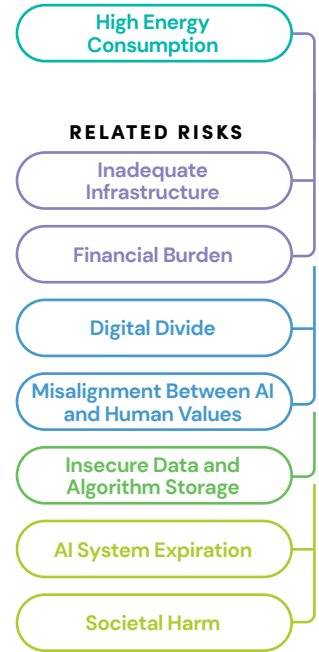 High Energy
Consumption
RELATED RISKS
Inadequate
Infrastructure
Financial Burden
Digital Divide
Misalignment Between AI
and Human Values
Insecure Data and
Algorithm Storage
AI System Expiration
Societal Harm